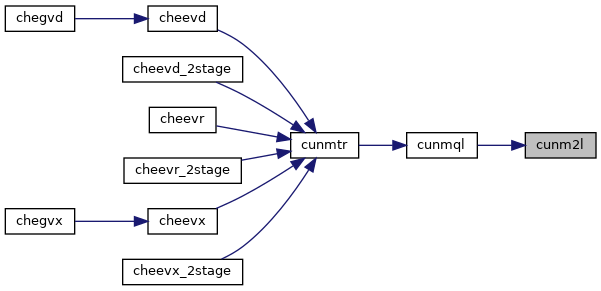 chegvd
cheevd
cheevd_2stage
cheevr
cunmtr
cunmql
cunm2l
cheevr_2stage
chegvx
cheevx
cheevx_2stage